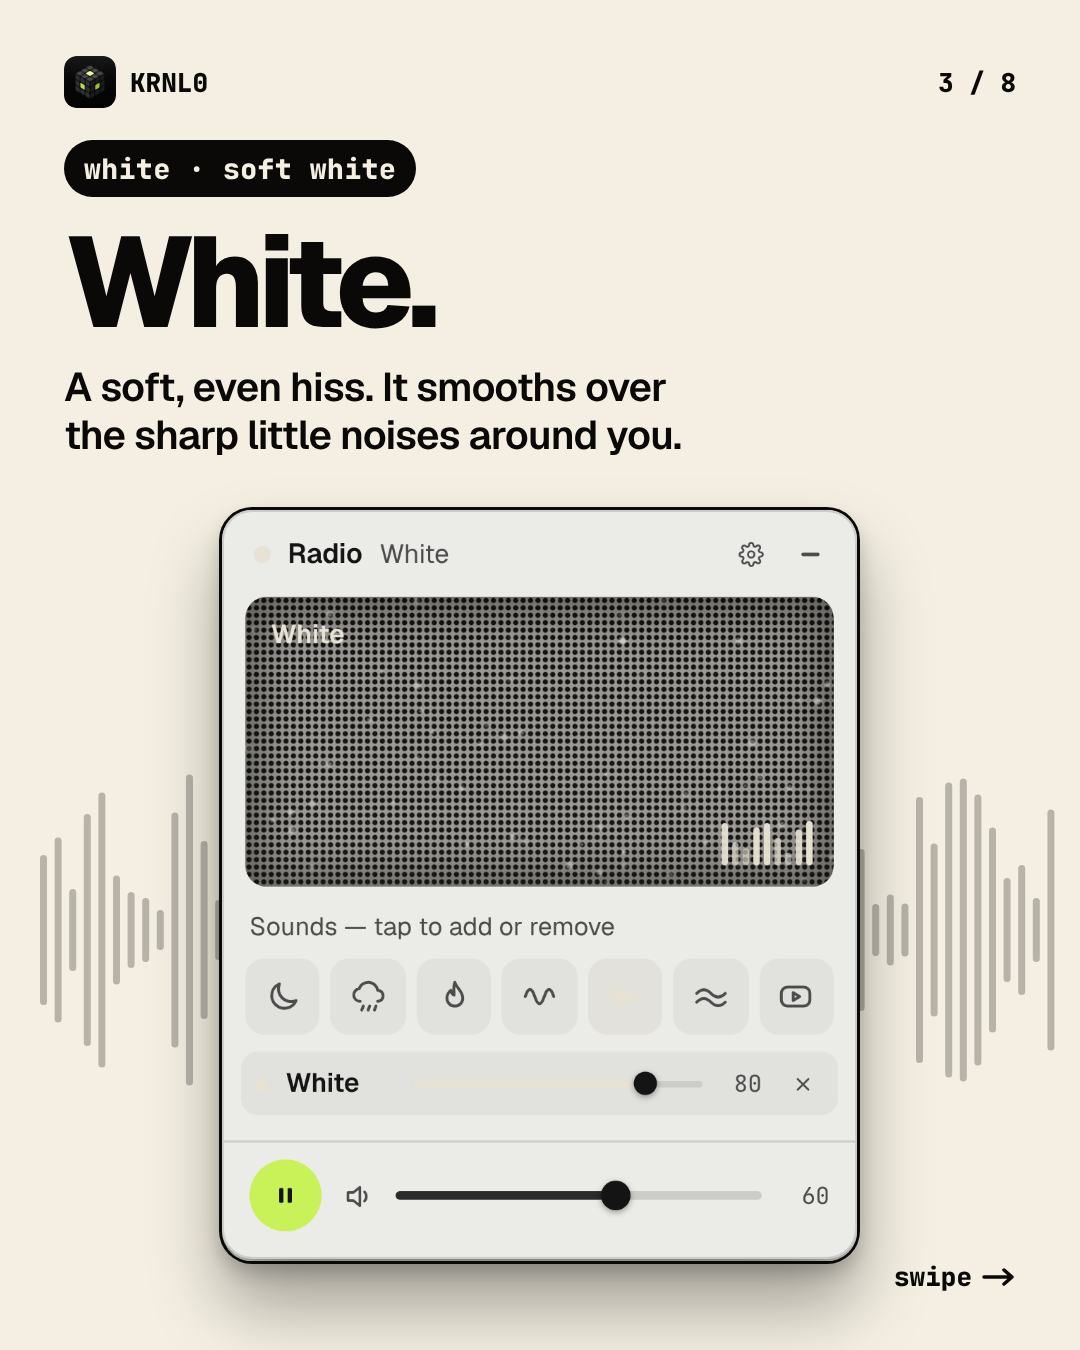 KRNL0
3 / 8
white · soft white
White.
A soft, even hiss. It smooths over
the sharp little noises around you.
Radio White
White
Sounds — tap to add or remove
White 80 ×
60
swipe →